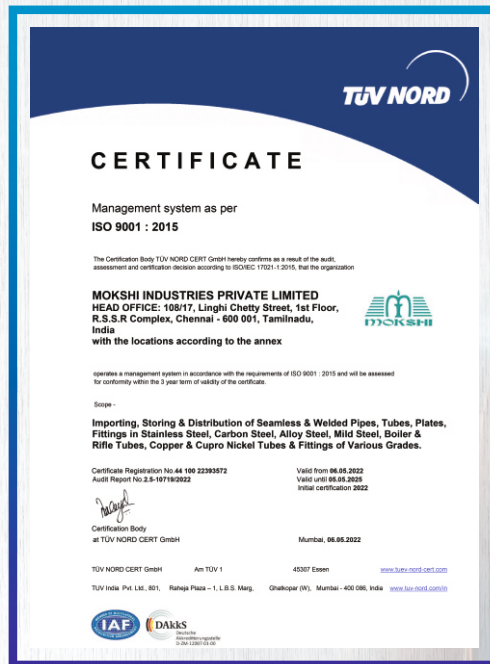 TÜV NORD
CERTIFICATE
Management system as per
ISO 9001 : 2015
The Certification Body TÜV NORD CERT GmbH hereby confirms as a result of the audit,
assessment and certification decision according to ISO/IEC 17021-1:2015, that the organization
MOKSHI INDUSTRIES PRIVATE LIMITED
HEAD OFFICE: 108/17, Linghi Chetty Street, 1st Floor,
R.S.S.R Complex, Chennai - 600 001, Tamilnadu,
India
with the locations according to the annex
MOKSHI
operates a management system in accordance with the requirements of ISO 9001 : 2015 and will be assessed
for conformity within the 3 year term of validity of the certificate.
Scope -
Importing, Storing & Distribution of Seamless & Welded Pipes, Tubes, Plates,
Fittings in Stainless Steel, Carbon Steel, Alloy Steel, Mild Steel, Boiler &
Rifle Tubes, Copper & Cupro Nickel Tubes & Fittings of Various Grades.
Certificate Registration No.44 100 22393572
Audit Report No.2.5-10719/2022
Valid from 06.05.2022
Valid until 05.05.2025
Initial certification 2022
Certification Body
at TÜV NORD CERT GmbH
Mumbai, 06.05.2022
TÜV NORD CERT GmbH Am TÜV 1 45307 Essen www.tuev-nord-cert.com
TUV India Pvt. Ltd., 801, Raheja Plaza – 1, L.B.S. Marg, Ghatkopar (W), Mumbai - 400 086, India www.tuv-nord.com/in
IAF
DAkkS
Deutsche
Akkreditierungsstelle
D-ZM-12007-01-00